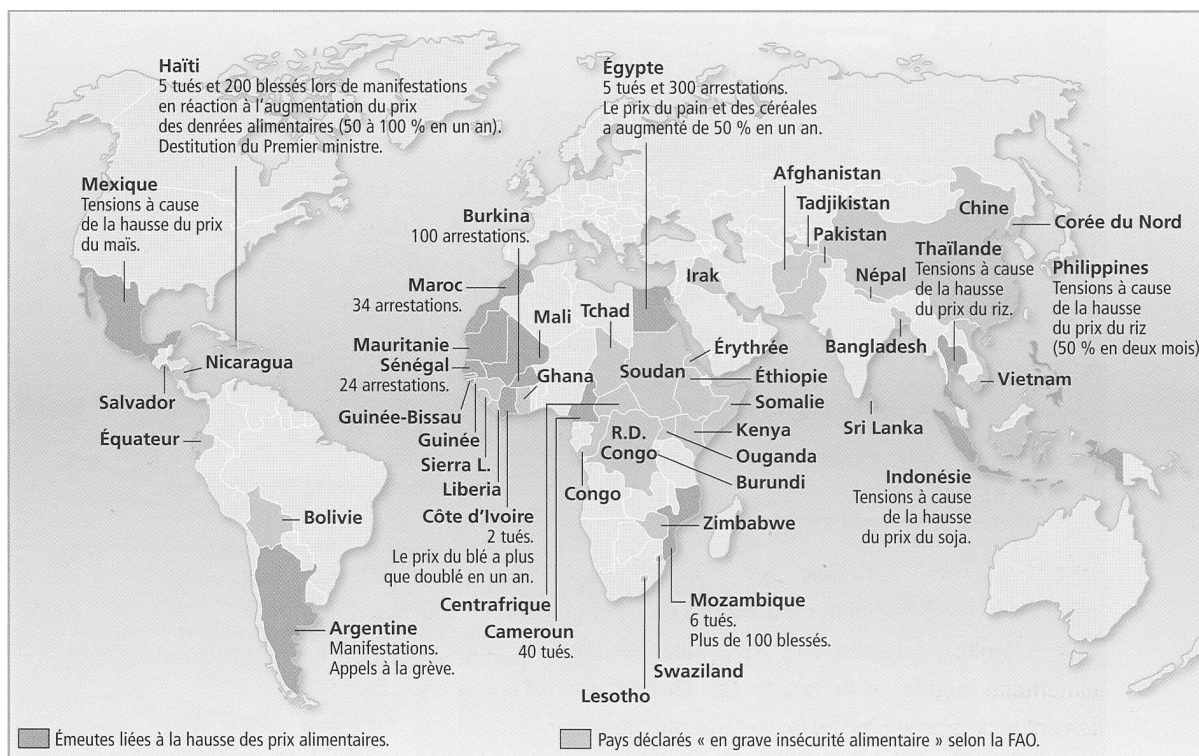 Haïti
5 tués et 200 blessés lors de manifestations
en réaction à l'augmentation du prix
des denrées alimentaires (50 à 100 % en un an).
Destitution du Premier ministre.
Égypte
5 tués et 300 arrestations.
Le prix du pain et des céréales
a augmenté de 50 % en un an.
Mexique
Tensions à cause
de la hausse du prix
du maïs.
Burkina
100 arrestations.
Afghanistan
Tadjikistan
Pakistan
Chine
Corée du Nord
Maroc
34 arrestations.
Mali
Tchad
Irak
Népal
Thaïlande
Tensions à cause
de la hausse
du prix du riz.
Philippines
Tensions à cause
de la hausse
du prix du riz
(50 % en deux mois)
Nicaragua
Salvador
Équateur
Mauritanie
Sénégal
24 arrestations.
Ghana
Soudan
Érythrée
Éthiopie
Somalie
Bangladesh
Vietnam
Sri Lanka
Guinée-Bissau
Guinée
Sierra L.
Liberia
R.D.
Congo
Kenya
Ouganda
Burundi
Congo
Indonésie
Tensions à cause
de la hausse
du prix du soja.
Bolivie
Côte d'Ivoire
2 tués.
Le prix du blé a plus
que doublé en un an.
Zimbabwe
Centrafrique
Cameroun
40 tués.
Mozambique
6 tués.
Plus de 100 blessés.
Argentine
Manifestations.
Appels à la grève.
Swaziland
Lesotho
Émeutes liées à la hausse des prix alimentaires.
Pays déclarés « en grave insécurité alimentaire » selon la FAO.